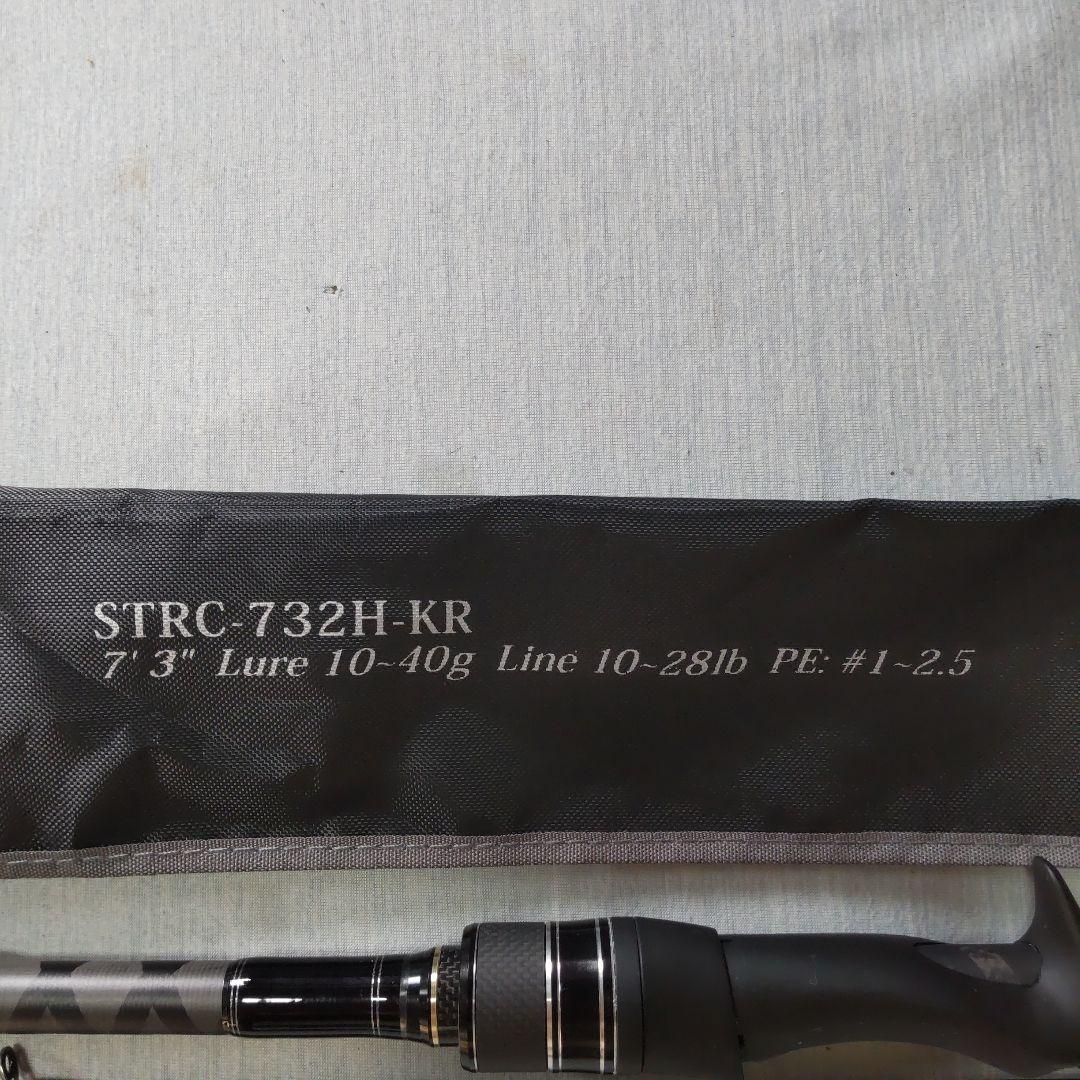 STRC-732H-KR
7' 3" Lure 10~40g Line 10~28lb PE: #1~2.5